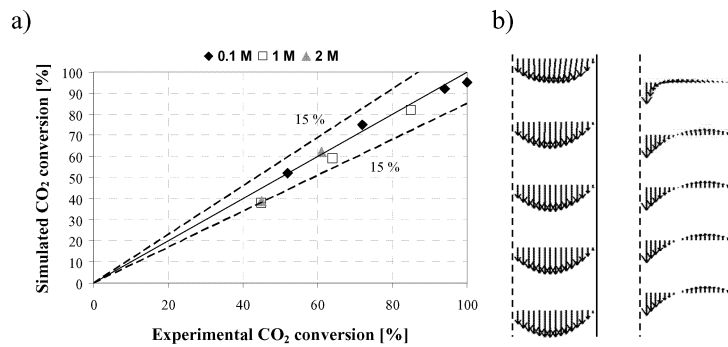 a)
b)
0.1 M 1 M 2 M
Simulated CO₂ conversion [%]
100
90
80
70
60
50
40
30
20
10
0
15 %
15 %
0 20 40 60 80 100
Experimental CO₂ conversion [%]